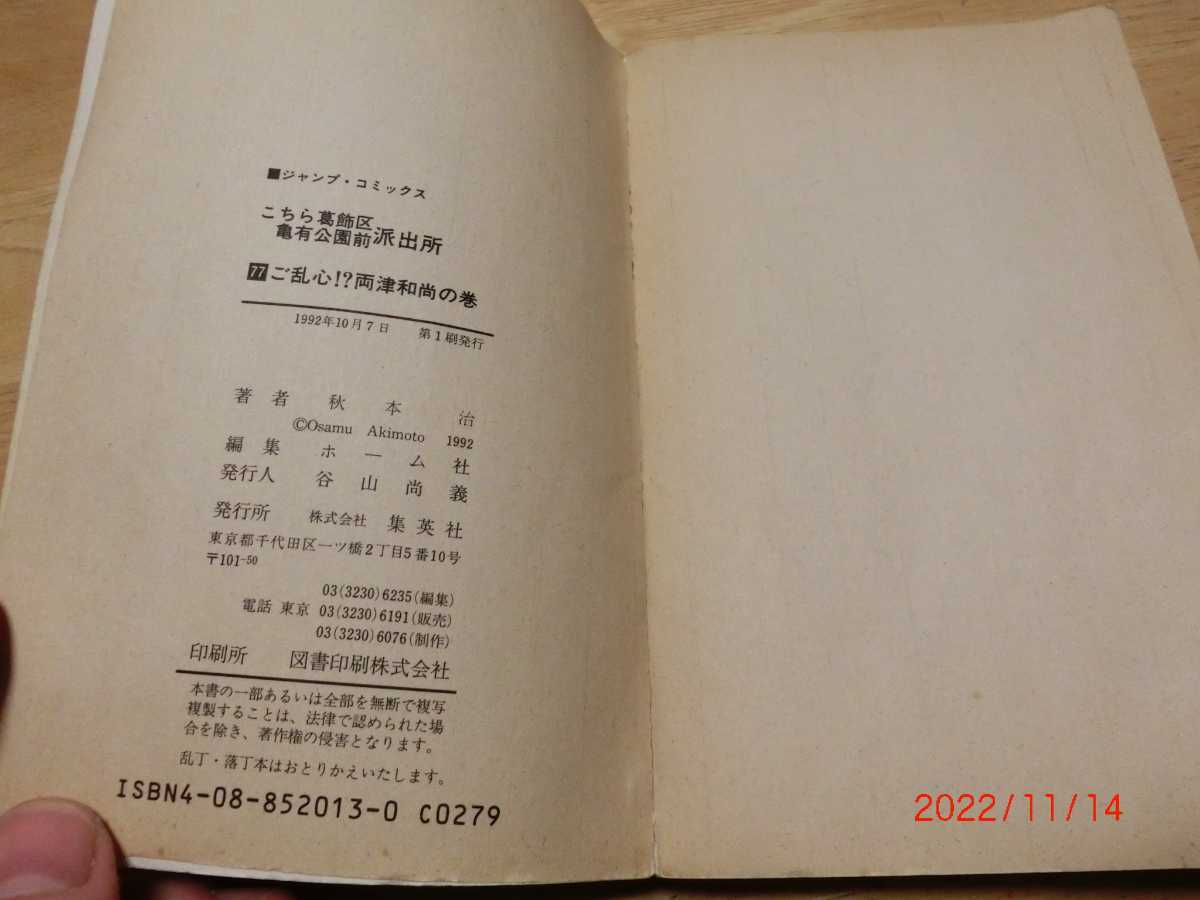 ■ジャンプ・コミックス
こちら葛飾区
亀有公園前派出所
77ご乱心!?両津和尚の巻
1992年10月7日 第1刷発行
著者 秋本 治
©Osamu Akimoto 1992
編集 ホーム社
発行人 谷山尚義
発行所 株式会社 集英社
東京都千代田区一ツ橋2丁目5番10号
〒101-50
03(3230)6235(編集)
電話 東京 03(3230)6191(販売)
03(3230)6076(制作)
印刷所 図書印刷株式会社
本書の一部あるいは全部を無断で複写
複製することは、法律で認められた場
合を除き、著作権の侵害となります。
乱丁・落丁本はおとりかえいたします。
ISBN4-08-852013-0 C0279
2022/11/14